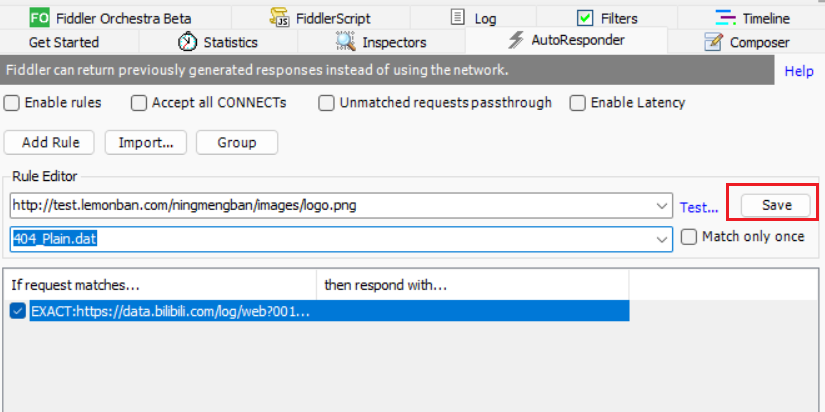 FO Fiddler Orchestra Beta FiddlerScript Log Filters Timeline
Get Started Statistics Inspectors AutoResponder Composer
Fiddler can return previously generated responses instead of using the network. Help
Enable rules Accept all CONNECTs Unmatched requests passthrough Enable Latency
Add Rule Import... Group
Rule Editor
http://test.lemonban.com/ningmengban/images/logo.png Test... Save
404_Plain.dat Match only once
If request matches... then respond with...
EXACT:https://data.bilibili.com/log/web?001...